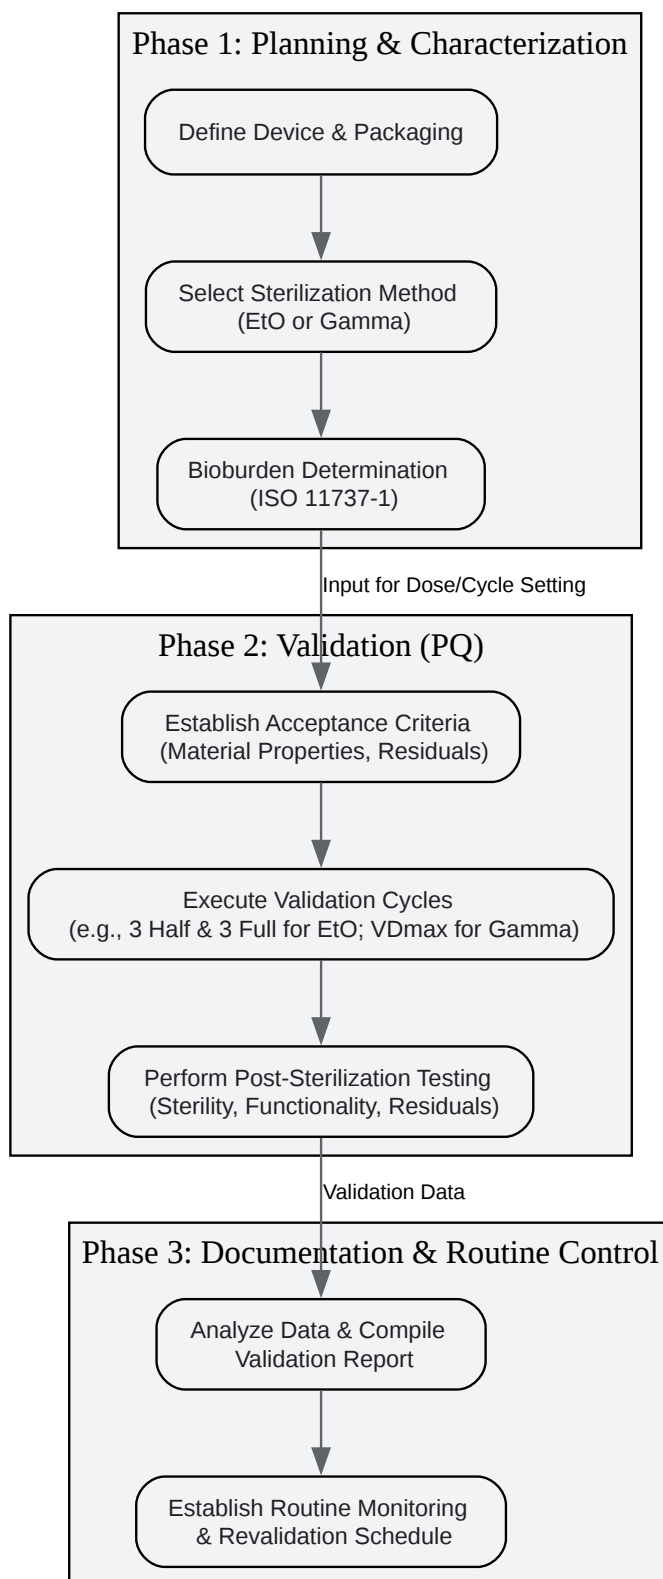 Phase 1: Planning & Characterization
Define Device & Packaging
Select Sterilization Method
(EtO or Gamma)
Bioburden Determination
(ISO 11737-1)
Input for Dose/Cycle Setting
Phase 2: Validation (PQ)
Establish Acceptance Criteria
(Material Properties, Residuals)
Execute Validation Cycles
(e.g., 3 Half & 3 Full for EtO; VDmax for Gamma)
Perform Post-Sterilization Testing
(Sterility, Functionality, Residuals)
Validation Data
Phase 3: Documentation & Routine Control
Analyze Data & Compile
Validation Report
Establish Routine Monitoring
& Revalidation Schedule